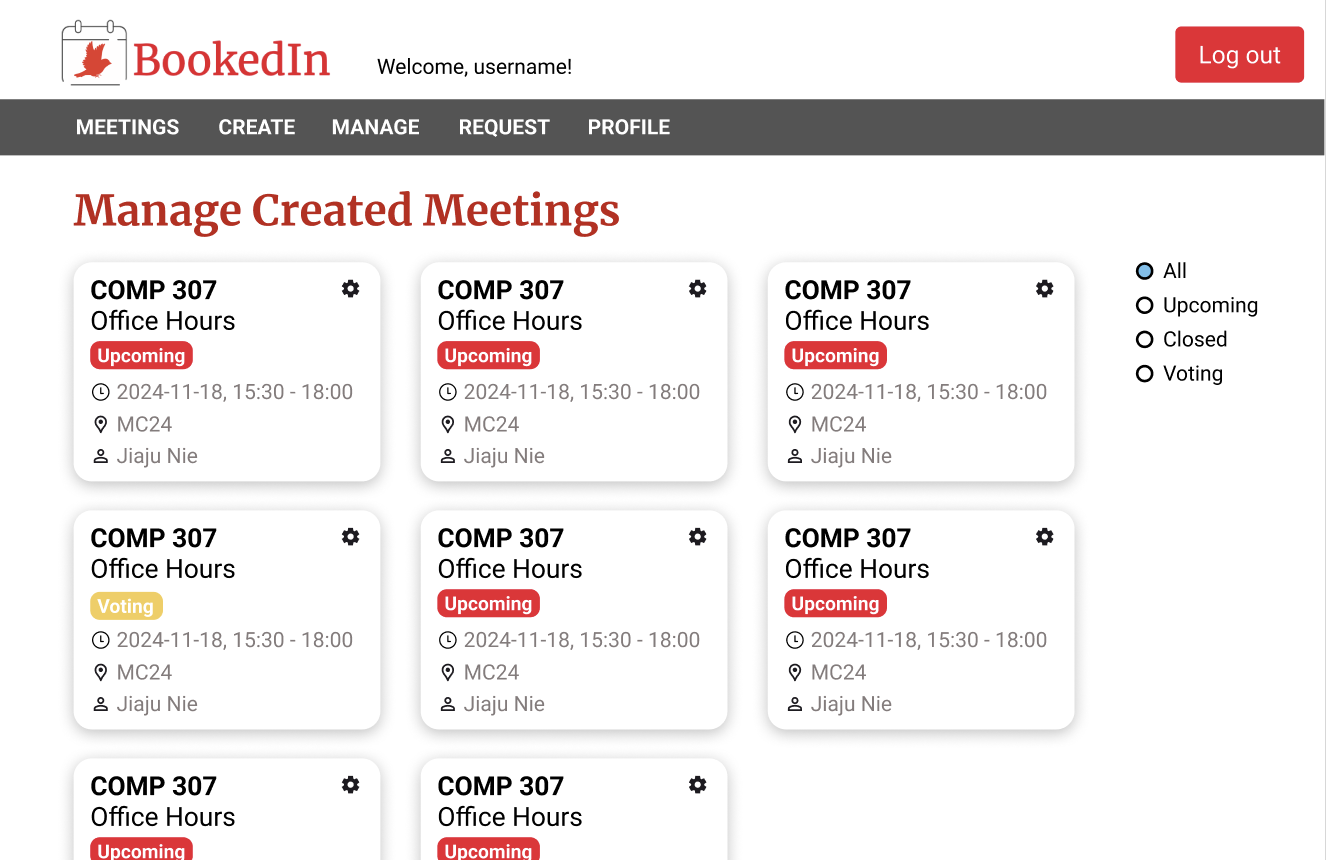 BookedIn
Welcome, username!
Log out
MEETINGS CREATE MANAGE REQUEST PROFILE
Manage Created Meetings
COMP 307
Office Hours
Upcoming
2024-11-18, 15:30 - 18:00
MC24
Jiaju Nie
COMP 307
Office Hours
Upcoming
2024-11-18, 15:30 - 18:00
MC24
Jiaju Nie
COMP 307
Office Hours
Upcoming
2024-11-18, 15:30 - 18:00
MC24
Jiaju Nie
All
Upcoming
Closed
Voting
COMP 307
Office Hours
Voting
2024-11-18, 15:30 - 18:00
MC24
Jiaju Nie
COMP 307
Office Hours
Upcoming
2024-11-18, 15:30 - 18:00
MC24
Jiaju Nie
COMP 307
Office Hours
Upcoming
2024-11-18, 15:30 - 18:00
MC24
Jiaju Nie
COMP 307
Office Hours
Upcoming
COMP 307
Office Hours
Upcoming